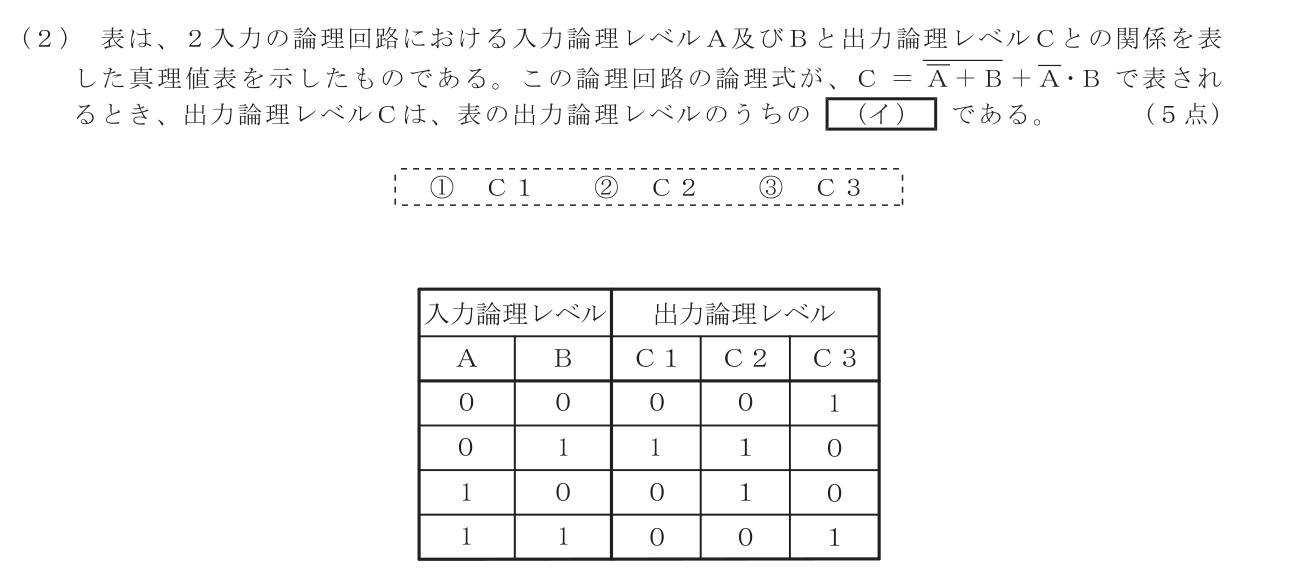 (２) 表は、２入力の論理回路における入力論理レベルＡ及びＢと出力論理レベルＣとの関係を表
した真理値表を示したものである。この論理回路の論理式が、Ｃ ＝ \overline{\overline{Ａ}＋Ｂ}＋\overline{Ａ}・Ｂ で表され
るとき、出力論理レベルＣは、表の出力論理レベルのうちの (イ) である。 (５点)
① Ｃ１ ② Ｃ２ ③ Ｃ３
入力論理レベル 出力論理レベル
Ａ Ｂ Ｃ１ Ｃ２ Ｃ３
０ ０ ０ ０ １
０ １ １ １ ０
１ ０ ０ １ ０
１ １ ０ ０ １